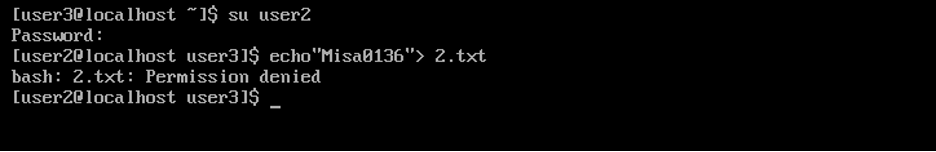 [user3@localhost ~]$ su user2
Password:
[user2@localhost user3]$ echo"Misa0136"> 2.txt
bash: 2.txt: Permission denied
[user2@localhost user3]$ _